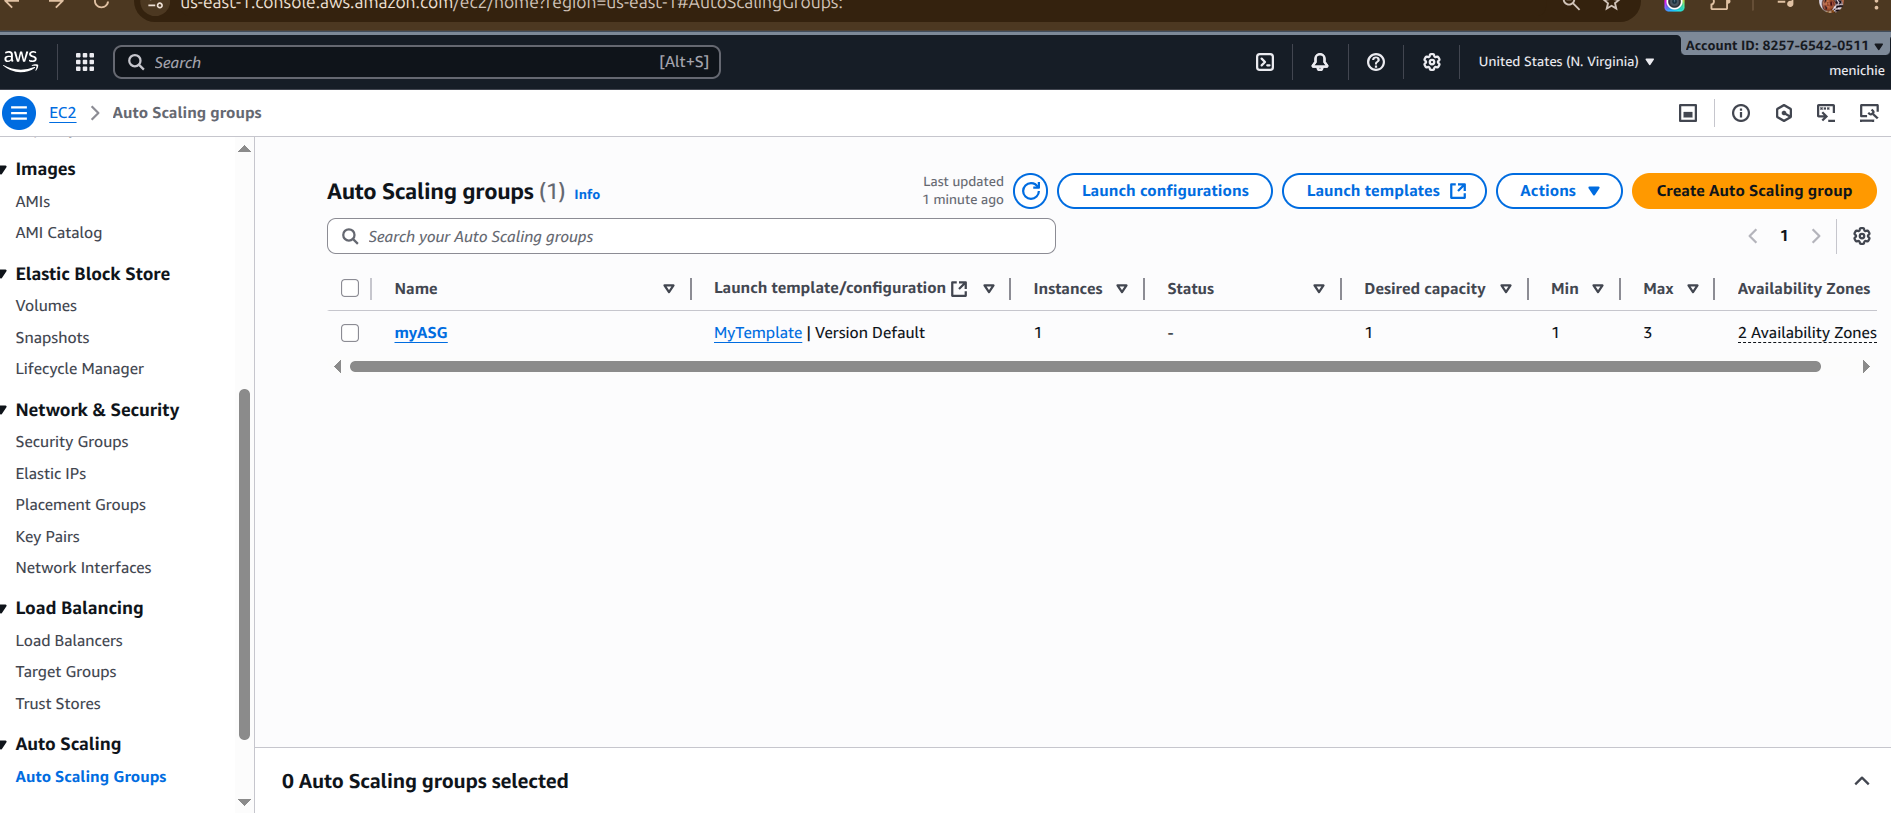 us-east-1.console.aws.amazon.com/ec2/home?region=us-east-1#AutoScalingGroups:
aws
Search
[Alt+S]
United States (N. Virginia)
Account ID: 8257-6542-0511
menichie
EC2
Auto Scaling groups
Images
AMIs
AMI Catalog
Elastic Block Store
Volumes
Snapshots
Lifecycle Manager
Network & Security
Security Groups
Elastic IPs
Placement Groups
Key Pairs
Network Interfaces
Load Balancing
Load Balancers
Target Groups
Trust Stores
Auto Scaling
Auto Scaling Groups
Auto Scaling groups (1) Info
Last updated
1 minute ago
Launch configurations
Launch templates
Actions
Create Auto Scaling group
Search your Auto Scaling groups
1
Name Launch template/configuration Instances Status Desired capacity Min Max Availability Zones
myASG MyTemplate | Version Default 1 - 1 1 3 2 Availability Zones
0 Auto Scaling groups selected